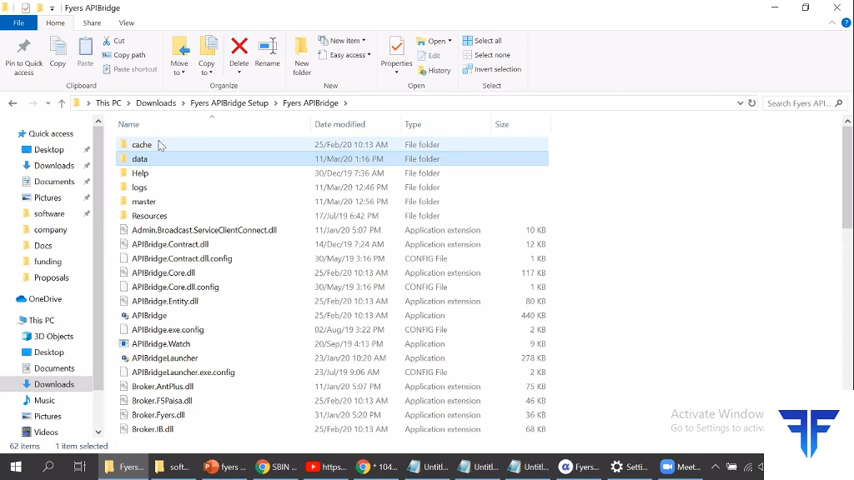 Fyers APIBridge
File Home Share View
Pin to Quick access
Copy
Paste
Cut
Copy path
Paste shortcut
Clipboard
Move to
Copy to
Delete
Rename
Organize
New folder
New item
Easy access
New
Properties
Open
Edit
History
Open
Select all
Select none
Invert selection
Select
This PC > Downloads > Fyers APIBridge Setup > Fyers APIBridge
Search Fyers API...
Name Date modified Type Size
Quick access
Desktop
Downloads
Documents
Pictures
software
company
Docs
funding
Proposals
OneDrive
This PC
3D Objects
Desktop
Documents
Downloads
Music
Pictures
Videos
cache 25/Feb/20 10:13 AM File folder
data 11/Mar/20 1:16 PM File folder
Help 30/Dec/19 7:36 AM File folder
logs 11/Mar/20 12:46 PM File folder
master 11/Mar/20 12:56 PM File folder
Resources 17/Jul/19 6:42 PM File folder
Admin.Broadcast.ServiceClientConnect.dll 11/Jan/20 5:07 PM Application extension 10 KB
APIBridge.Contract.dll 14/Dec/19 7:24 AM Application extension 12 KB
APIBridge.Contract.dll.config 30/May/19 3:16 PM CONFIG File 1 KB
APIBridge.Core.dll 25/Feb/20 10:13 AM Application extension 117 KB
APIBridge.Core.dll.config 30/May/19 3:16 PM CONFIG File 1 KB
APIBridge.Entity.dll 25/Feb/20 10:13 AM Application extension 80 KB
APIBridge 25/Feb/20 10:13 AM Application 440 KB
APIBridge.exe.config 02/Aug/19 3:22 PM CONFIG File 2 KB
APIBridge.Watch 20/Sep/19 4:13 PM Application 9 KB
APIBridgeLauncher 23/Jan/20 10:20 AM Application 278 KB
APIBridgeLauncher.exe.config 23/Jul/19 9:06 AM CONFIG File 2 KB
Broker.AntPlus.dll 11/Jan/20 5:07 PM Application extension 75 KB
Broker.F5Paisa.dll 25/Feb/20 10:13 AM Application extension 46 KB
Broker.Fyers.dll 31/Jan/20 5:20 PM Application extension 36 KB
Broker.IB.dll 25/Feb/20 10:13 AM Application extension 68 KB
Activate Window
Go to Settings to activ
62 items 1 item selected
Fyers... soft... fyers ... SBIN ... https... * 104... Untitl... Untitl... Untitl... Fyers... Setti... Meet...